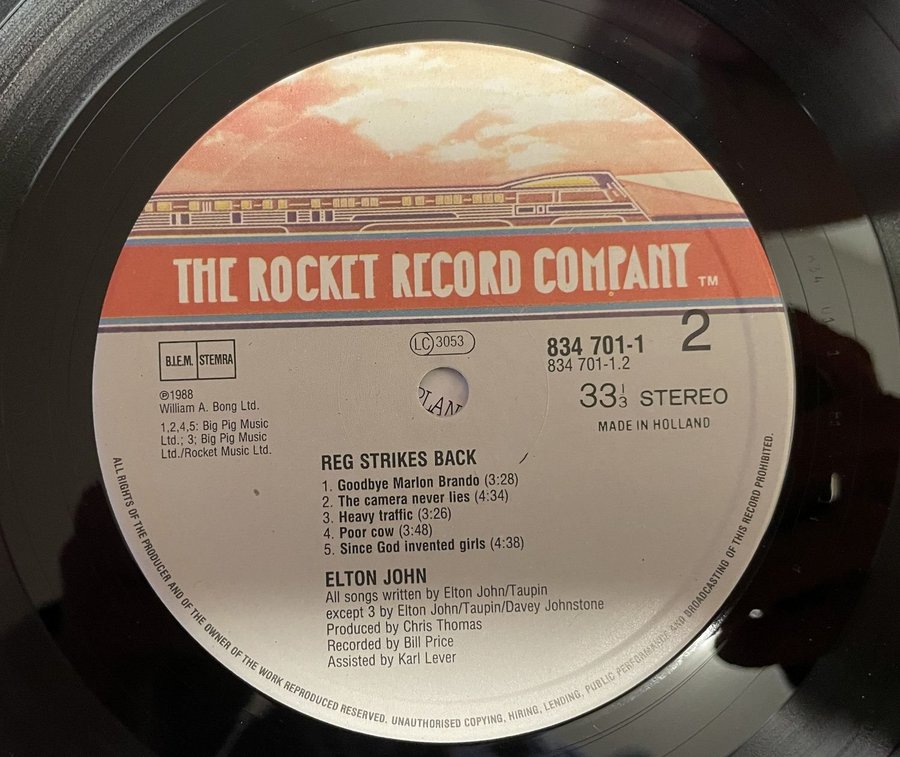 THE ROCKET RECORD COMPANY TM
B.I.E.M. STEMRA
LC 3053
834 701-1
834 701-1.2
2
℗1988
William A. Bong Ltd.
1,2,4,5: Big Pig Music
Ltd.; 3; Big Pig Music
Ltd./Rocket Music Ltd.
33⅓ STEREO
MADE IN HOLLAND
REG STRIKES BACK
1. Goodbye Marlon Brando (3:28)
2. The camera never lies (4:34)
3. Heavy traffic (3:26)
4. Poor cow (3:48)
5. Since God invented girls (4:38)
ELTON JOHN
All songs written by Elton John/Taupin
except 3 by Elton John/Taupin/Davey Johnstone
Produced by Chris Thomas
Recorded by Bill Price
Assisted by Karl Lever
ALL RIGHTS OF THE PRODUCER AND OF THE OWNER OF THE WORK REPRODUCED RESERVED. UNAUTHORISED COPYING, HIRING, LENDING, PUBLIC PERFORMANCE AND BROADCASTING OF THIS RECORD PROHIBITED.